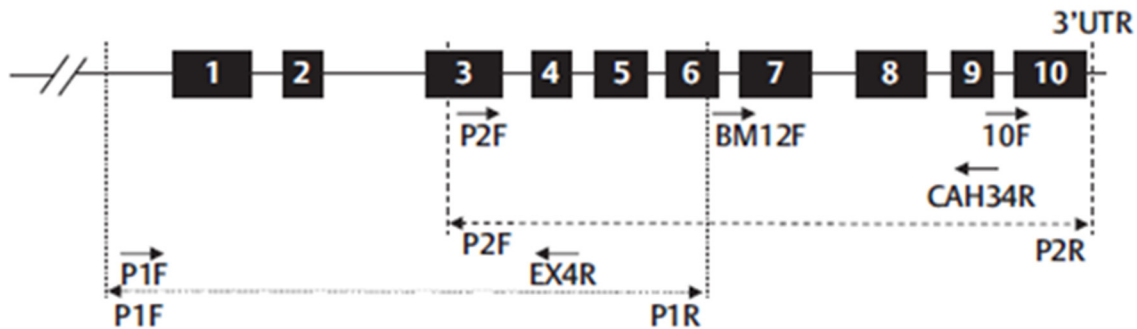 3'UTR
1 2 3 4 5 6 7 8 9 10
P2F BM12F 10F
CAH34R
P2F P2R
P1F EX4R
P1F P1R